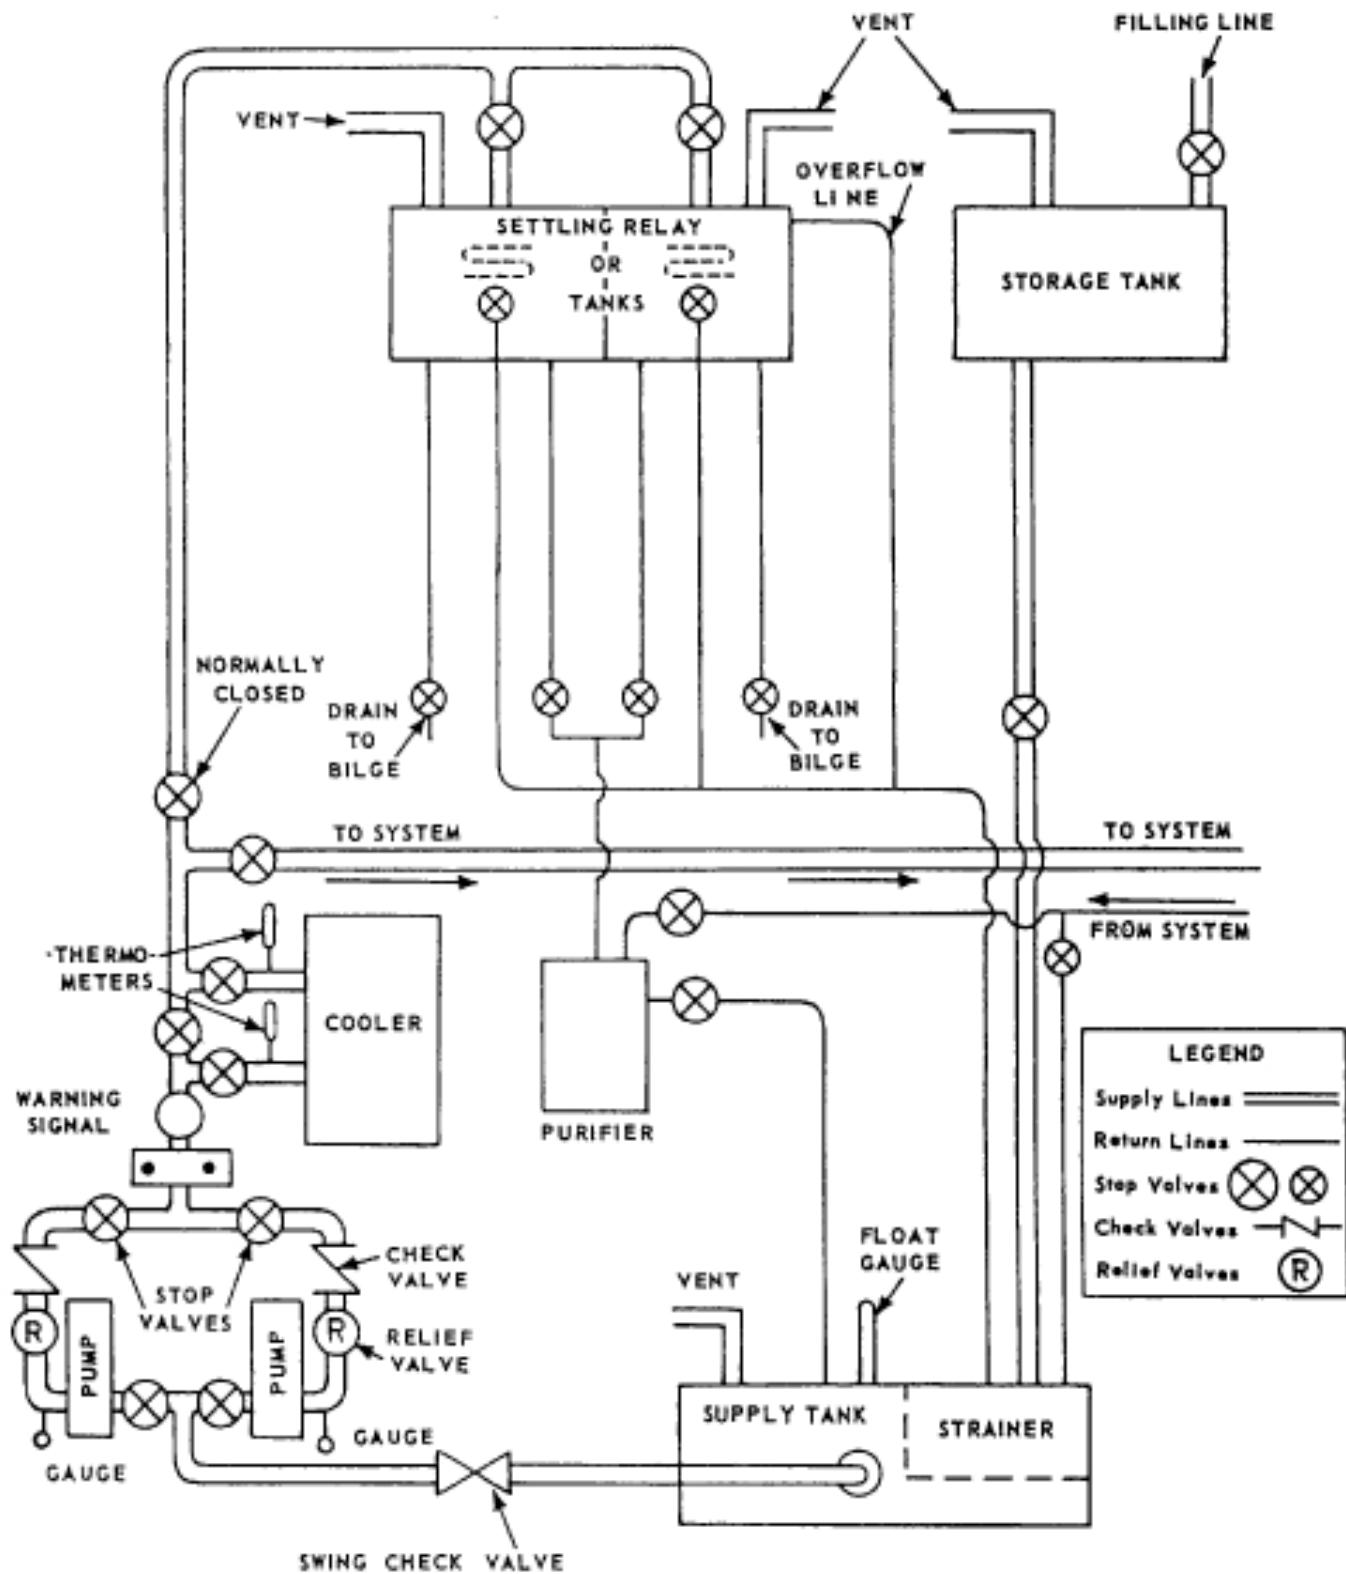 VENT
FILLING LINE
VENT
OVERFLOW
LINE
SETTLING RELAY
OR
TANKS
STORAGE TANK
NORMALLY
CLOSED
DRAIN
TO
BILGE
DRAIN
TO
BILGE
TO SYSTEM
TO SYSTEM
FROM SYSTEM
THERMO-
METERS
COOLER
PURIFIER
WARNING
SIGNAL
LEGEND
Supply Lines
Return Lines
Stop Valves
Check Valves
Relief Valves
R
STOP
VALVES
CHECK
VALVE
R
R
RELIEF
VALVE
PUMP
PUMP
GAUGE
GAUGE
VENT
FLOAT
GAUGE
SUPPLY TANK
STRAINER
SWING CHECK VALVE